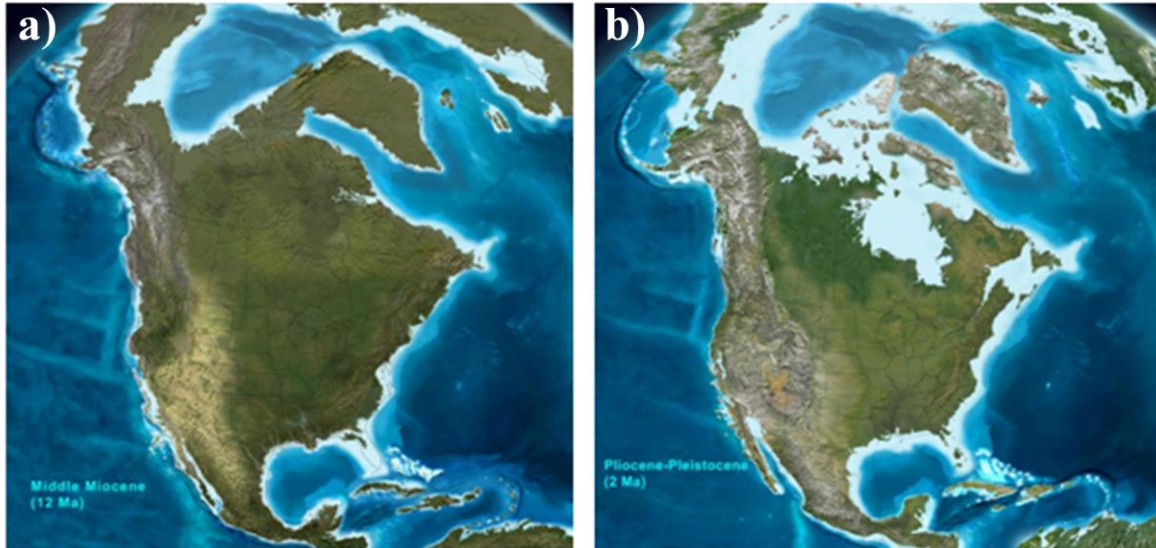 a)
Middle Miocene
(12 Ma)
b)
Pliocene-Pleistocene
(2 Ma)